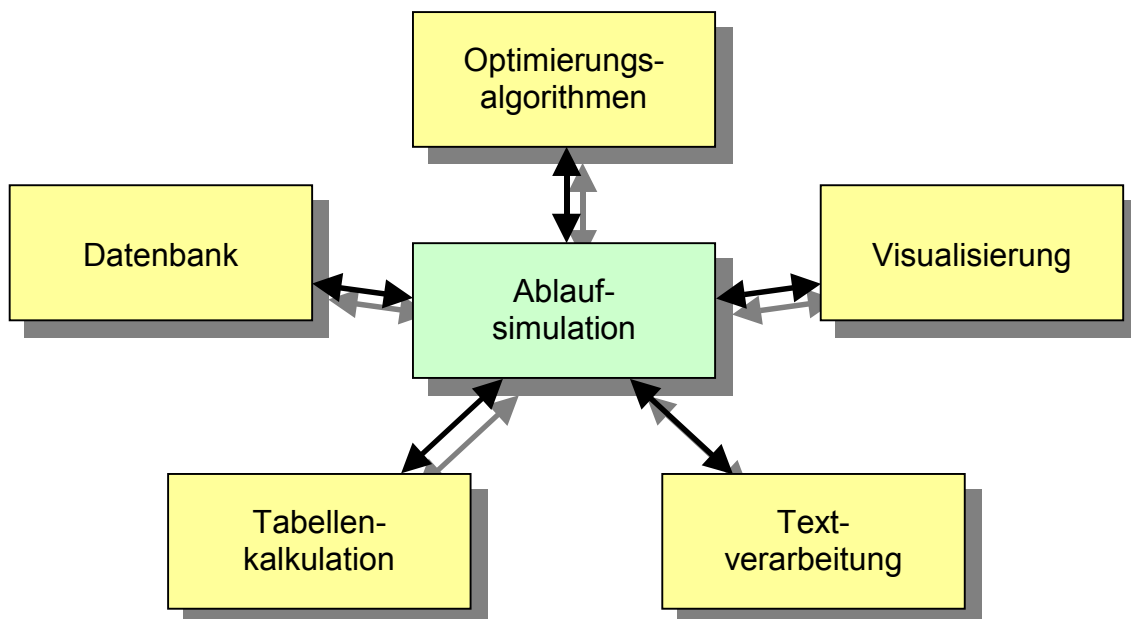 Optimierungs-
algorithmen
Datenbank
Ablauf-
simulation
Visualisierung
Tabellen-
kalkulation
Text-
verarbeitung